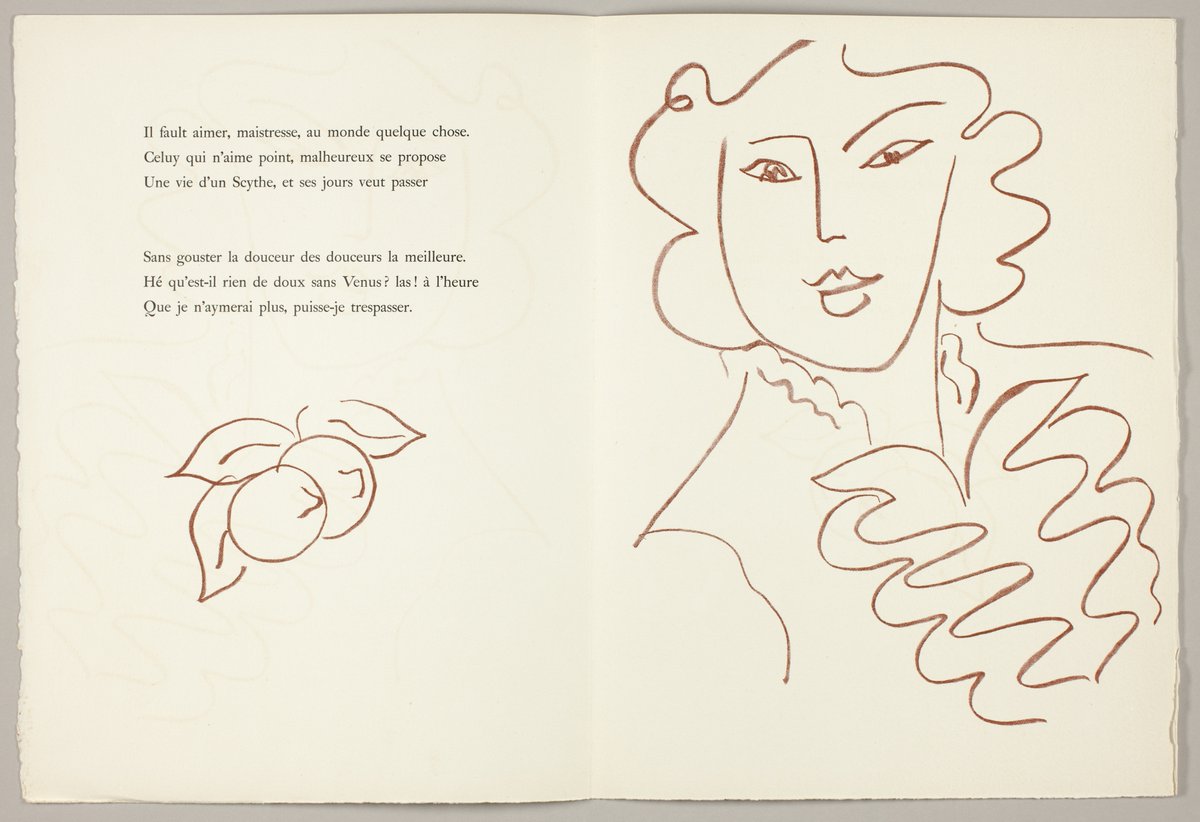 Il fault aimer, maistresse, au monde quelque chose.
Celuy qui n'aime point, malheureux se propose
Une vie d'un Scythe, et ses jours veut passer
Sans gouster la douceur des douceurs la meilleure.
Hé qu'est-il rien de doux sans Venus? las! à l'heure
Que je n'aymerai plus, puisse-je trespasser.